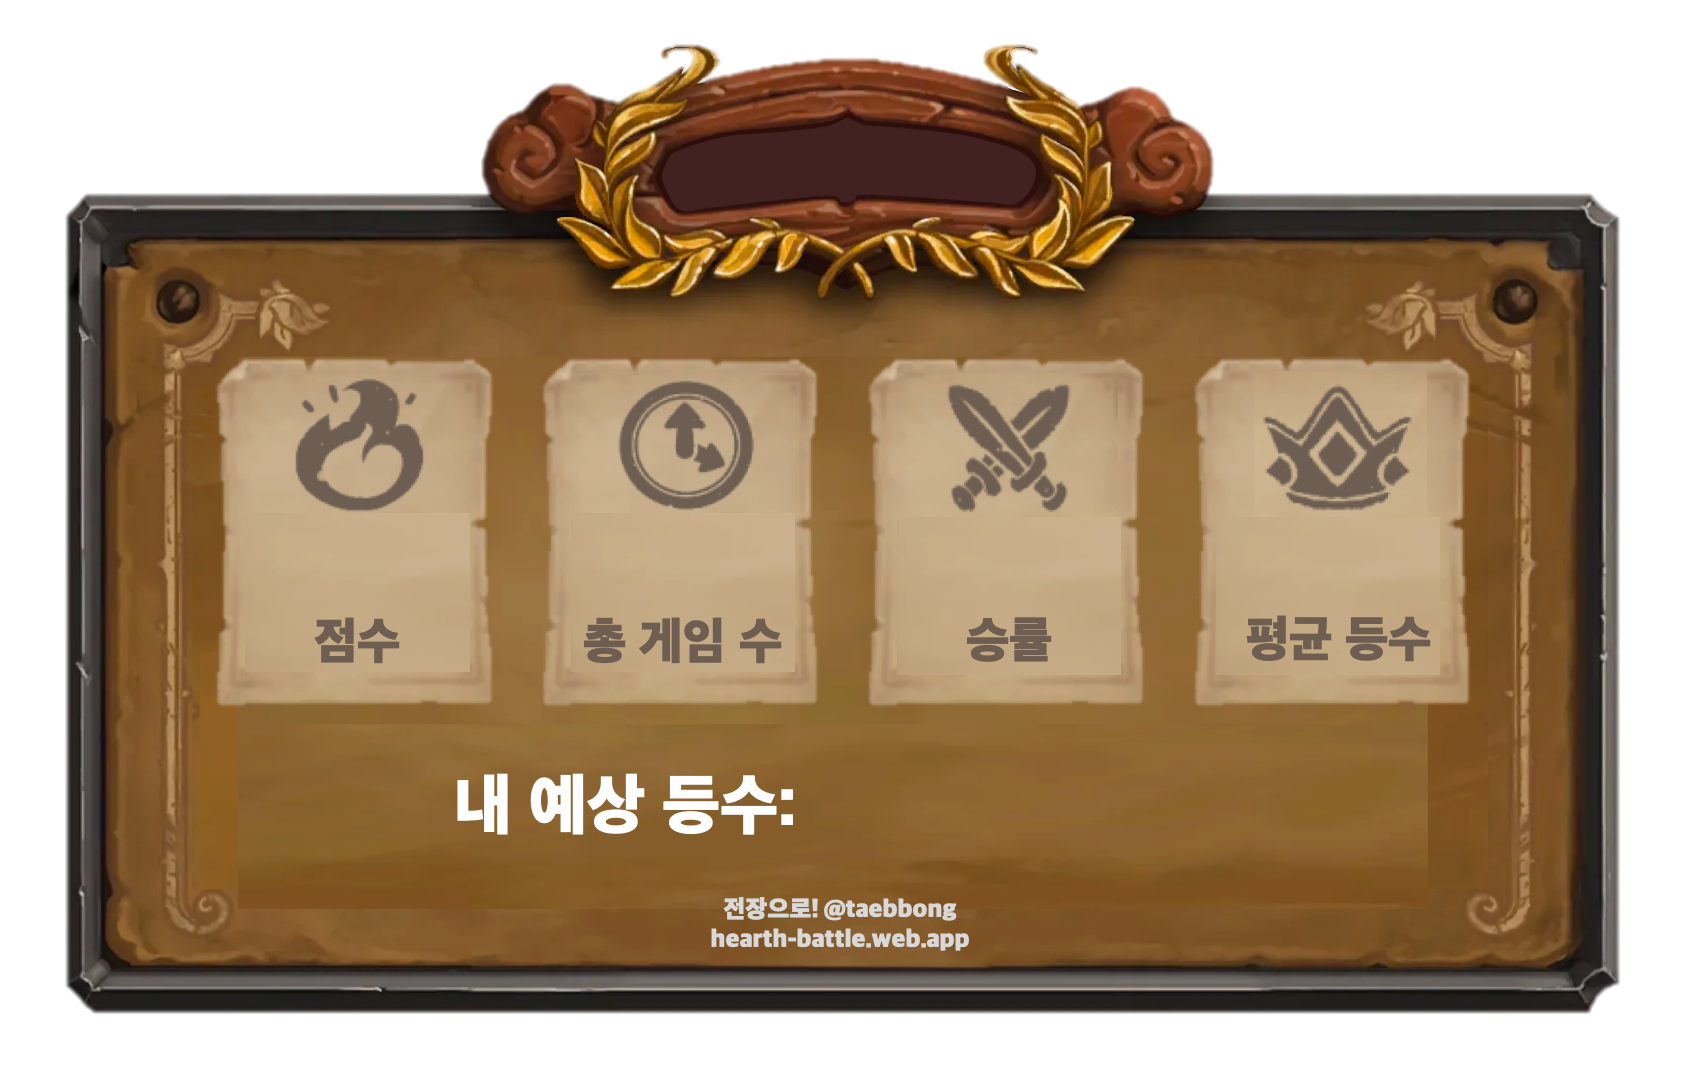 점수
총 게임 수
승률
평균 등수
내 예상 등수:
전장으로! @taebbong
hearth-battle.web.app